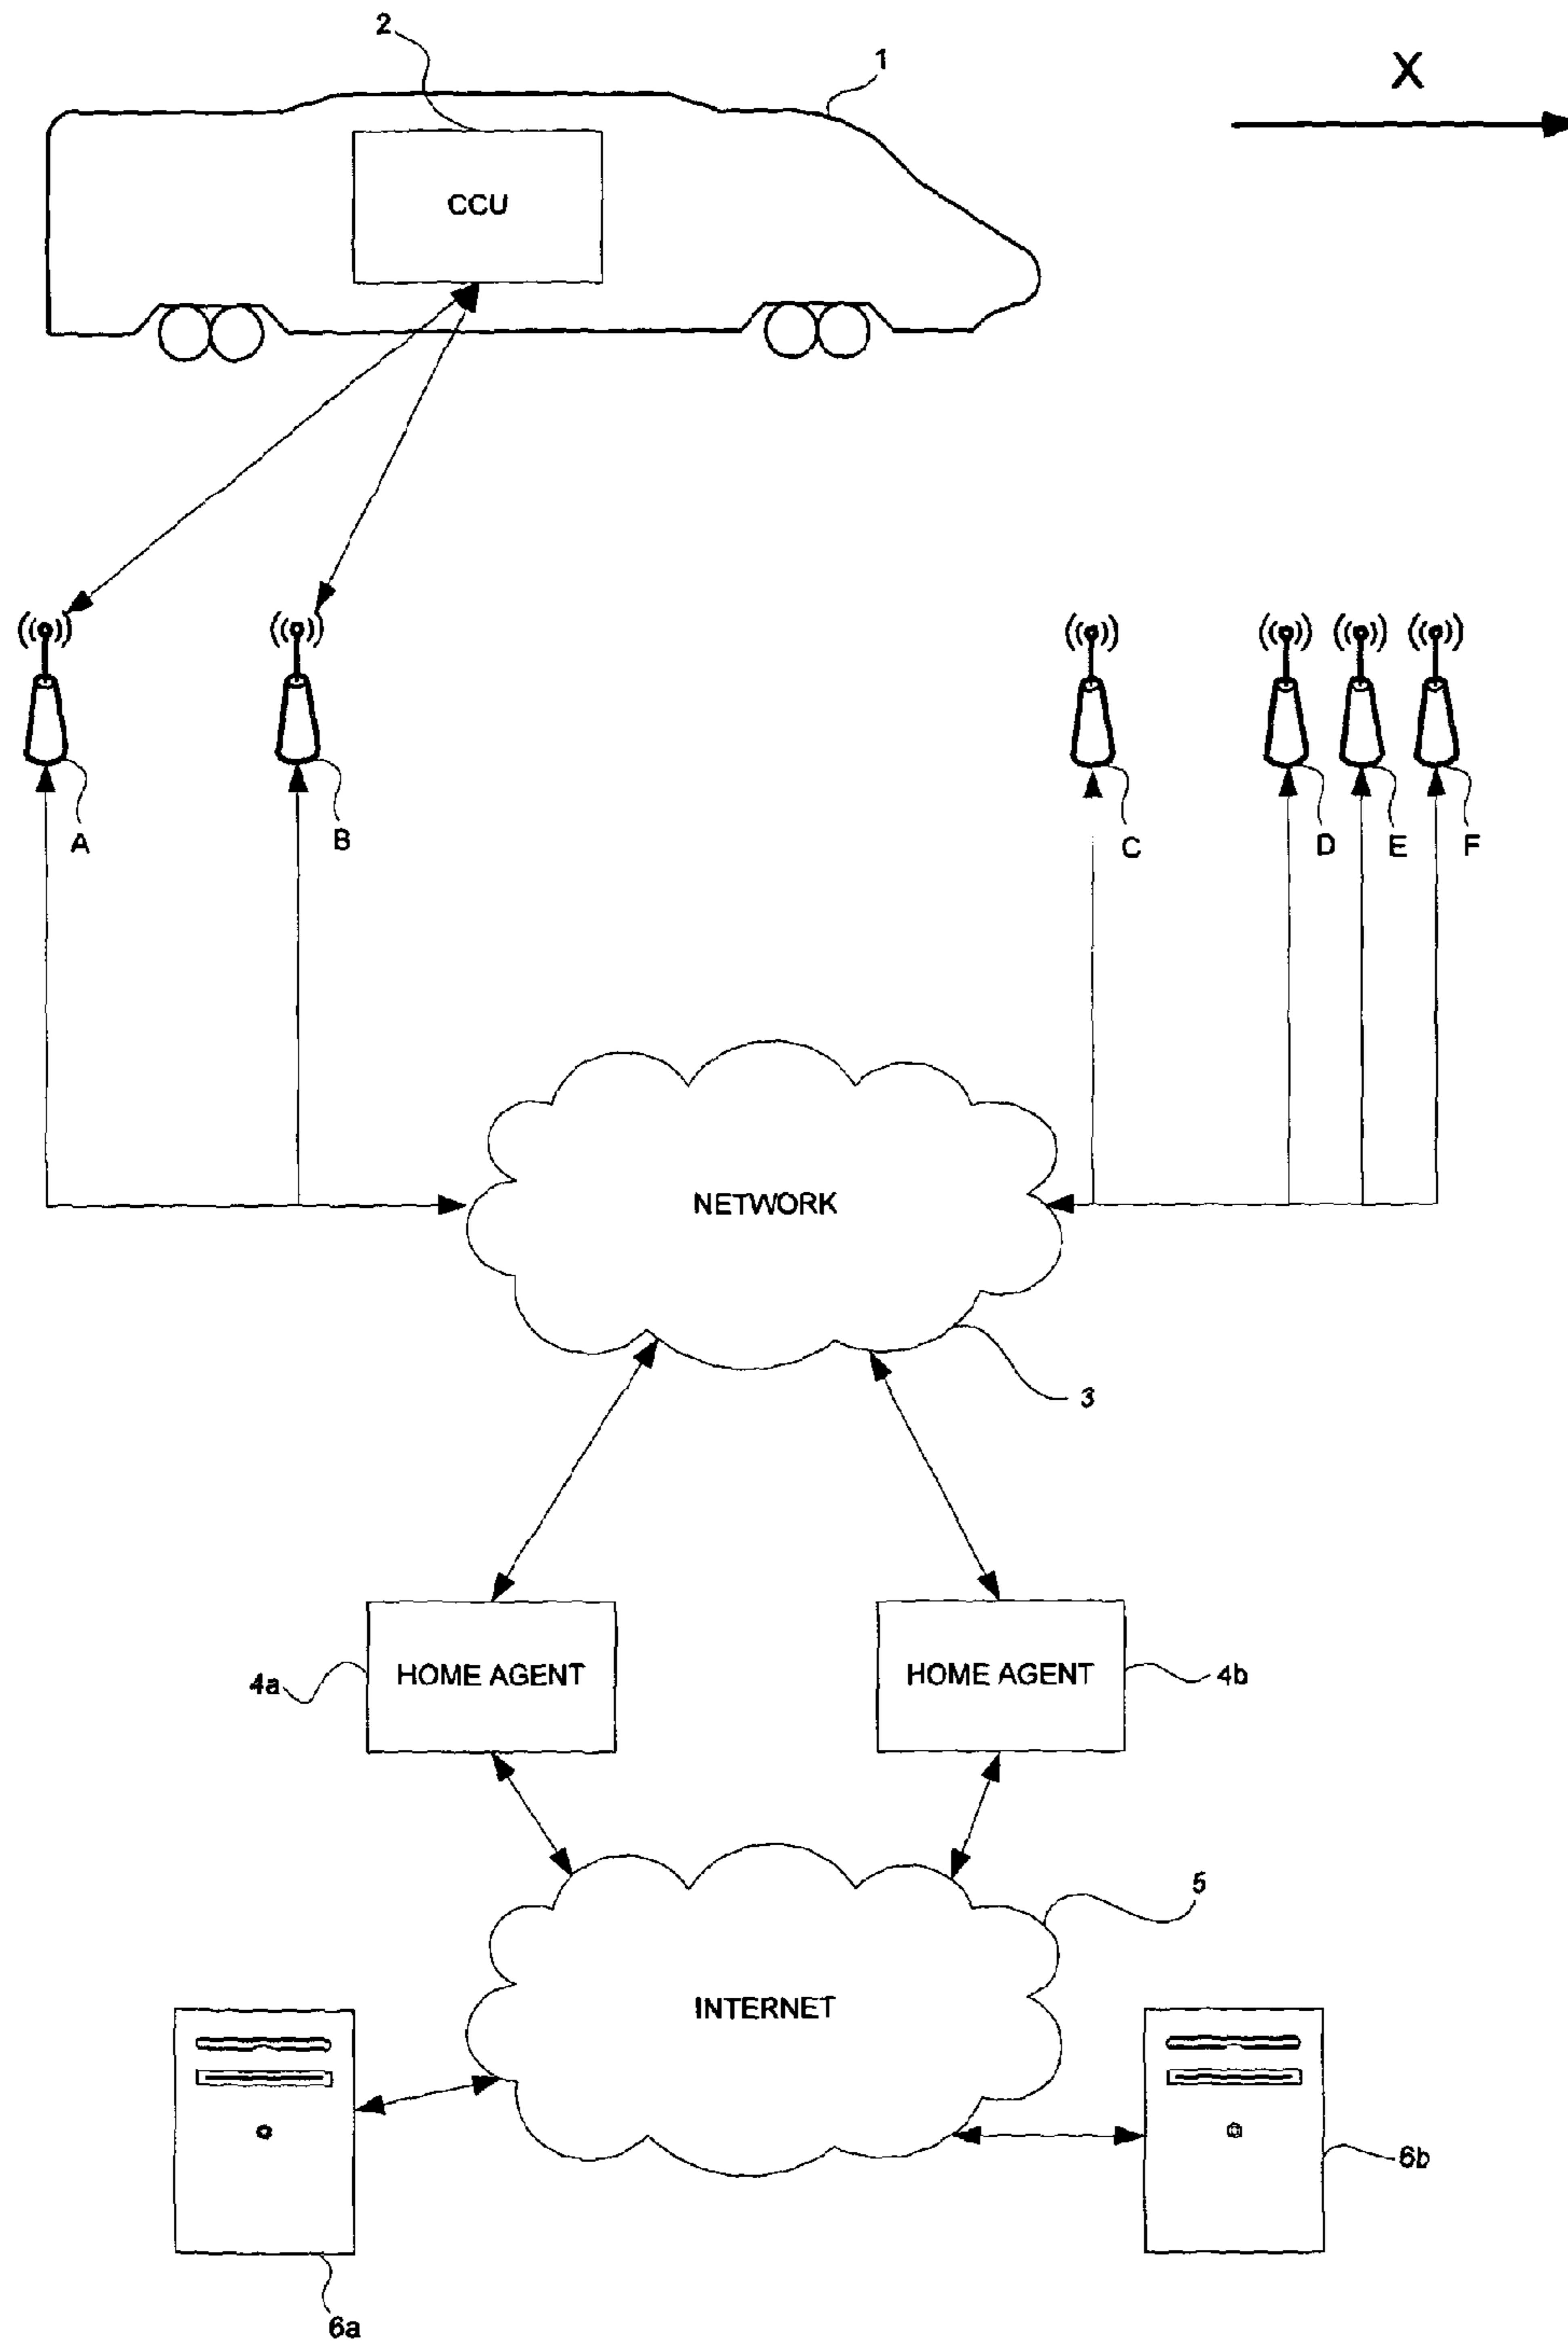 2
1
X
CCU
A
B
C
D
E
F
NETWORK
3
4a
HOME AGENT
HOME AGENT
4b
5
INTERNET
6b
6a